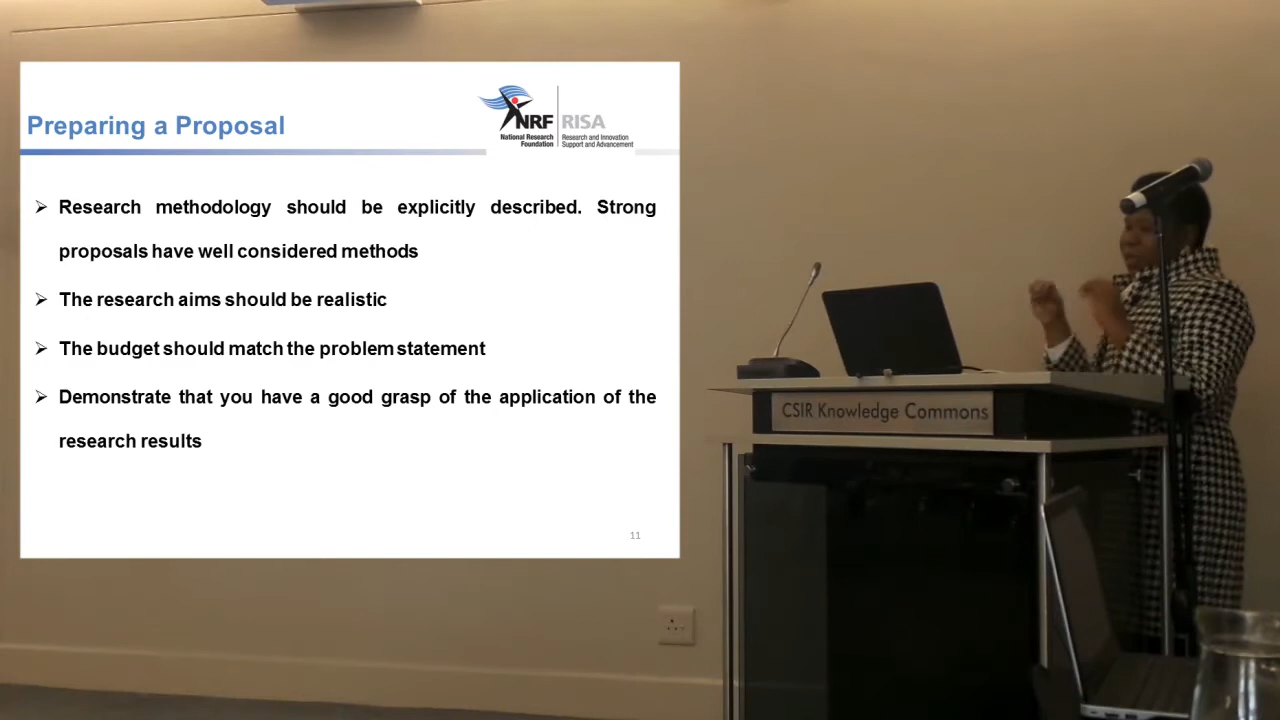 Preparing a Proposal
NRF
National Research
Foundation
RISA
Research and Innovation
Support and Advancement
➢ Research methodology should be explicitly described. Strong
proposals have well considered methods
➢ The research aims should be realistic
➢ The budget should match the problem statement
➢ Demonstrate that you have a good grasp of the application of the
research results
11
CSIR Knowledge Commons